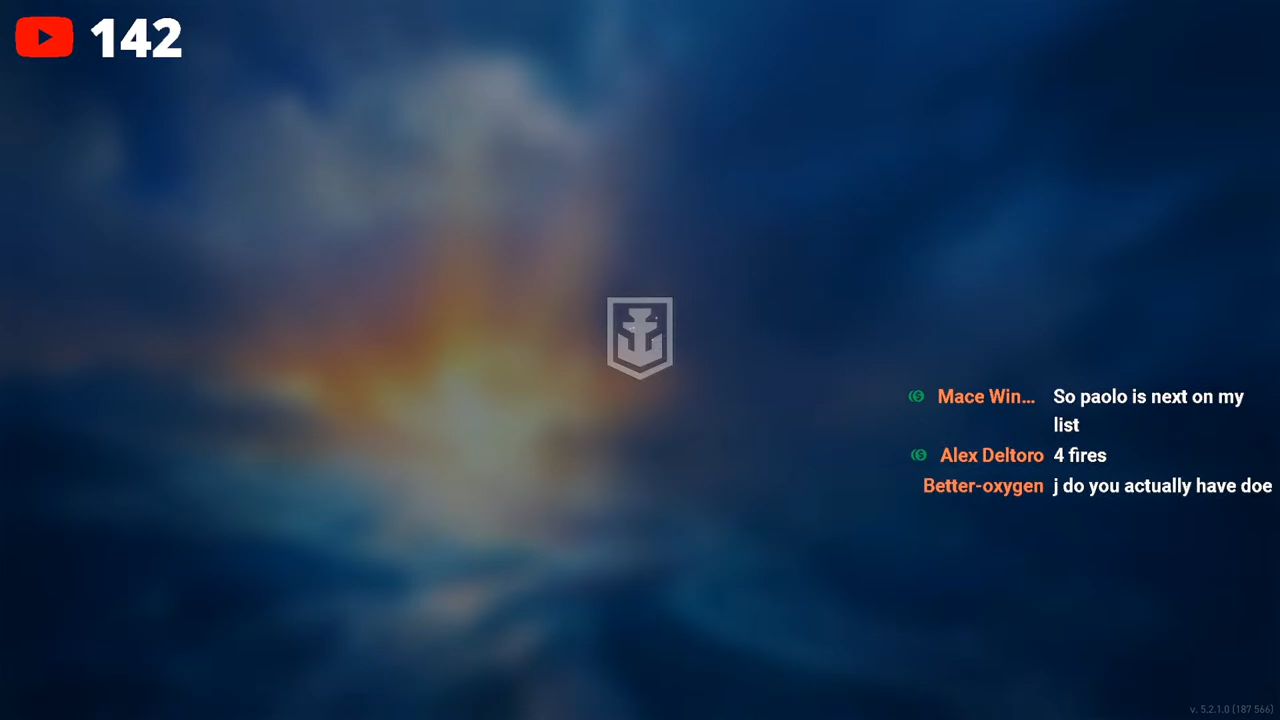 142
Mace Win... So paolo is next on my
list
Alex Deltoro 4 fires
Better-oxygen j do you actually have doe
v. 5.2.1.0 (187 566)